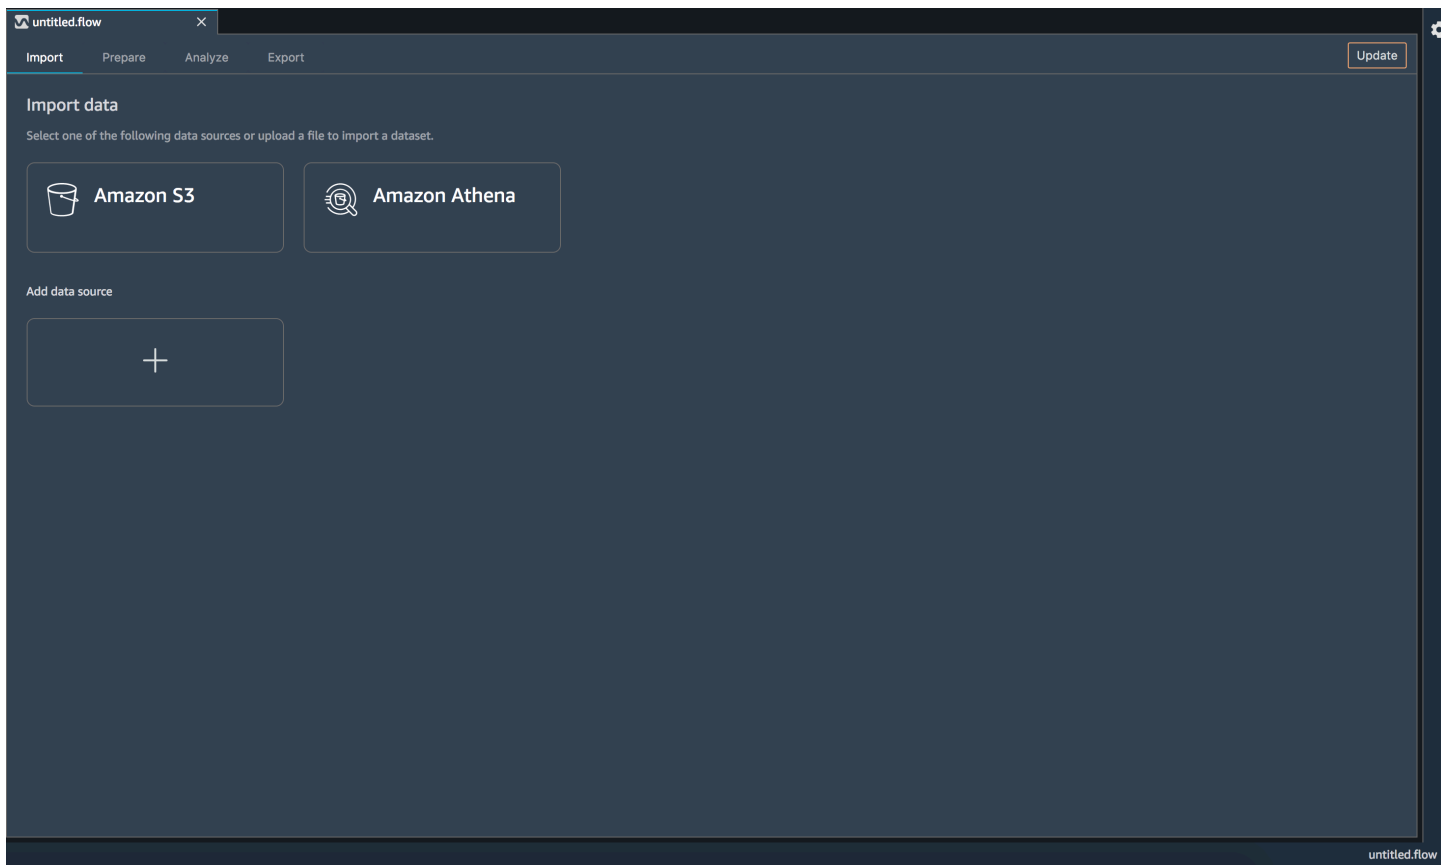 untitled.flow
Import Prepare Analyze Export Update
Import data
Select one of the following data sources or upload a file to import a dataset.
Amazon S3 Amazon Athena
Add data source
untitled.flow